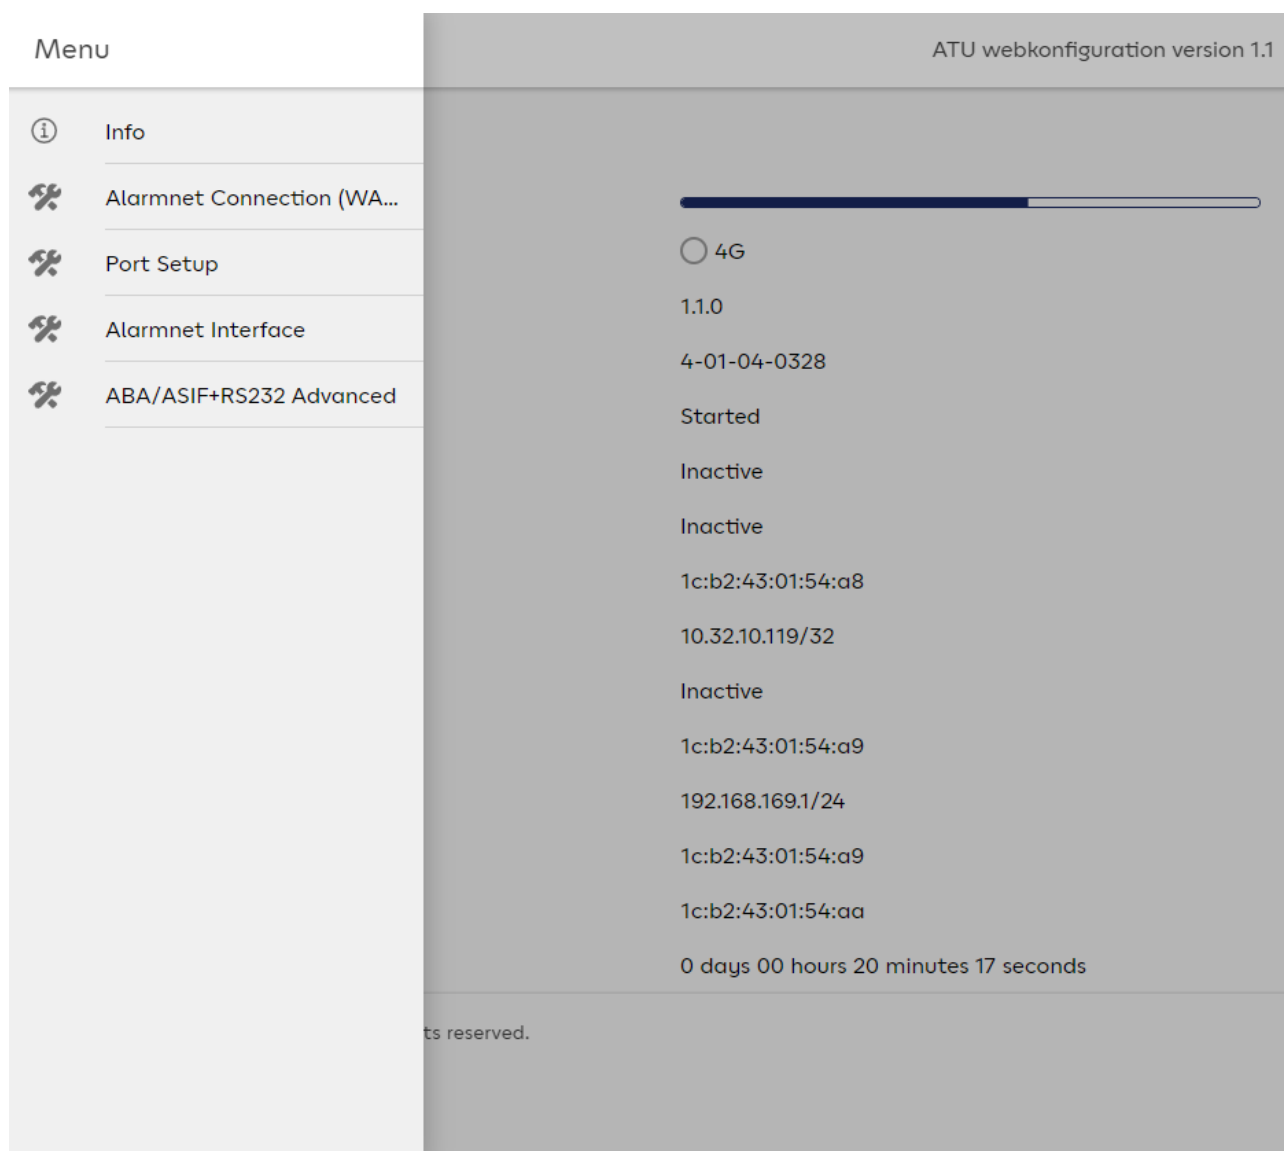 Menu
ATU webkonfiguration version 1.1
Info
Alarmnet Connection (WA...
Port Setup
Alarmnet Interface
ABA/ASIF+RS232 Advanced
4G
1.1.0
4-01-04-0328
Started
Inactive
Inactive
1c:b2:43:01:54:a8
10.32.10.119/32
Inactive
1c:b2:43:01:54:a9
192.168.169.1/24
1c:b2:43:01:54:a9
1c:b2:43:01:54:aa
0 days 00 hours 20 minutes 17 seconds
ts reserved.